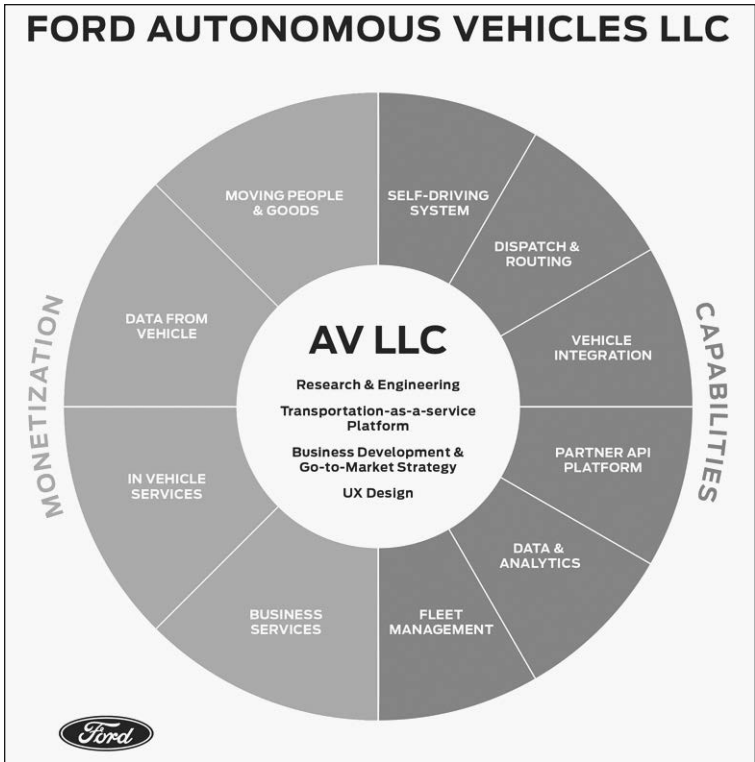 FORD AUTONOMOUS VEHICLES LLC
MOVING PEOPLE
& GOODS
SELF-DRIVING
SYSTEM
DISPATCH &
ROUTING
DATA FROM
VEHICLE
VEHICLE
INTEGRATION
MONETIZATION
CAPABILITIES
AV LLC
Research & Engineering
Transportation-as-a-service
Platform
Business Development &
Go-to-Market Strategy
UX Design
IN VEHICLE
SERVICES
PARTNER API
PLATFORM
DATA &
ANALYTICS
BUSINESS
SERVICES
FLEET
MANAGEMENT
Ford